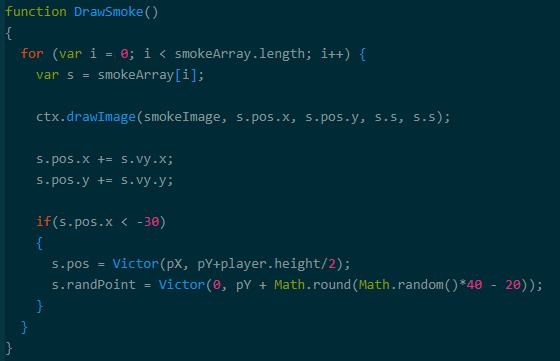 function DrawSmoke()
{
for (var i = 0; i < smokeArray.length; i++) {
var s = smokeArray[i];
ctx.drawImage(smokeImage, s.pos.x, s.pos.y, s.s, s.s);
s.pos.x += s.vy.x;
s.pos.y += s.vy.y;
if(s.pos.x < -30)
{
s.pos = Victor(pX, pY+player.height/2);
s.randPoint = Victor(0, pY + Math.round(Math.random()*40 - 20));
}
}
}